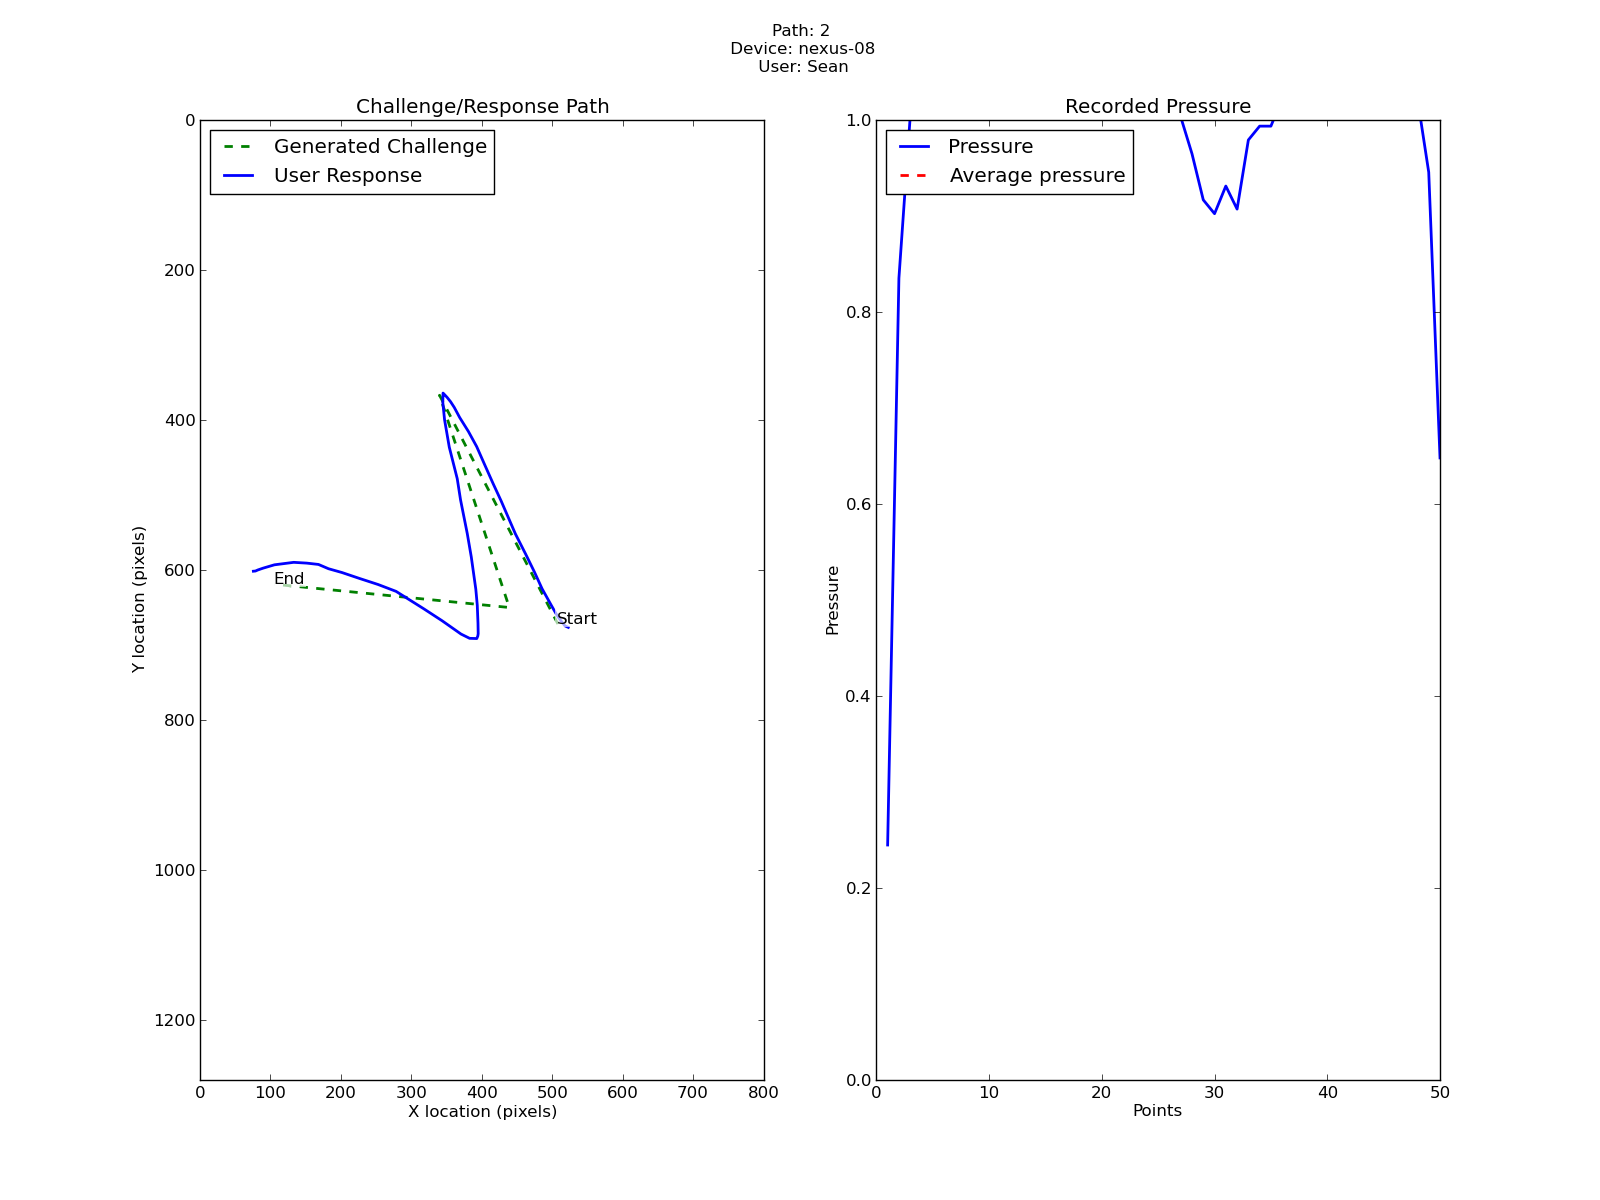 Path: 2
Device: nexus-08
User: Sean
Challenge/Response Path
Generated Challenge
User Response
0
200
400
600
800
1000
1200
Y location (pixels)
End
Start
0 100 200 300 400 500 600 700 800
X location (pixels)
Recorded Pressure
Pressure
Average pressure
1.0
0.8
0.6
0.4
0.2
0.0
Pressure
0 10 20 30 40 50
Points